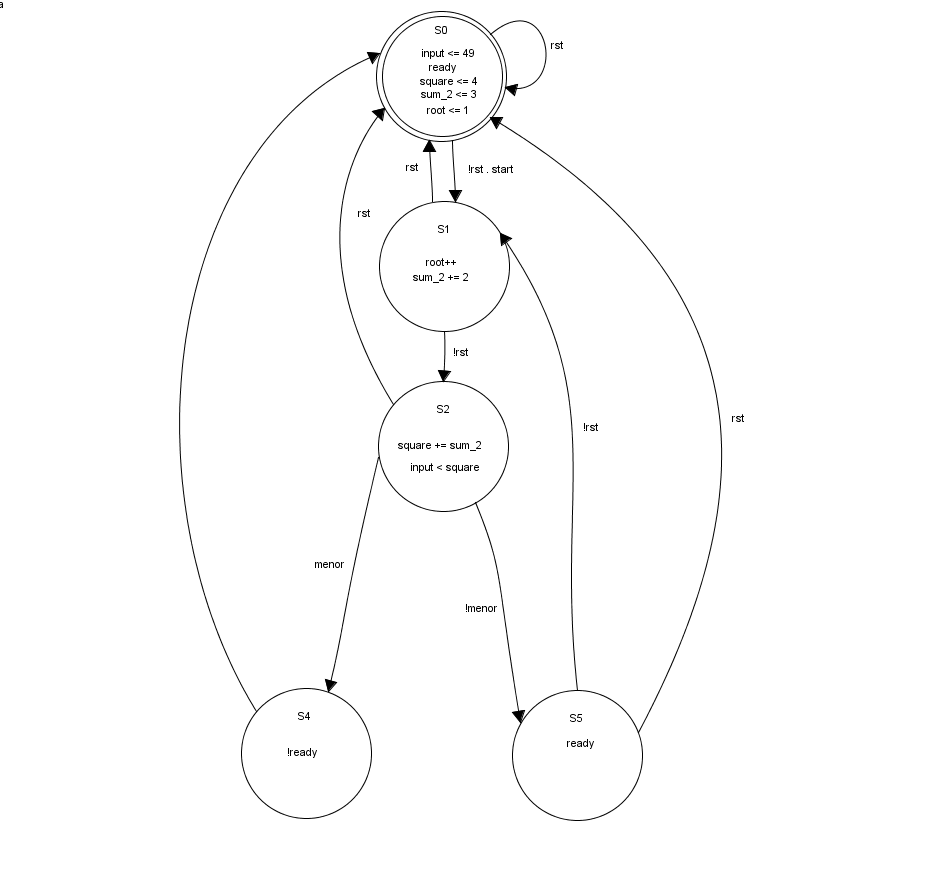 a
S0
input <= 49
ready
square <= 4
sum_2 <= 3
root <= 1
rst
rst
!rst . start
rst
S1
root++
sum_2 += 2
!rst
S2
square += sum_2
input < square
rst
!rst
menor
!menor
S4
!ready
S5
ready